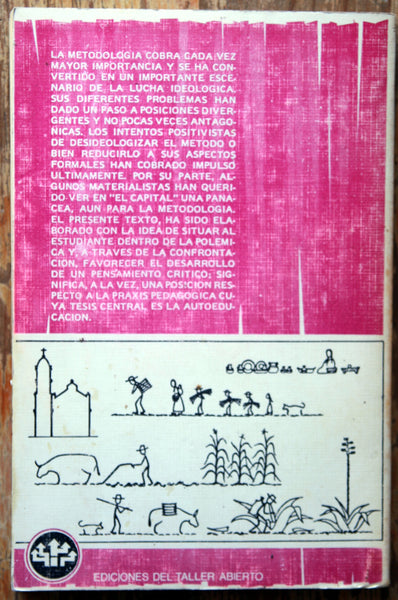 LA METODOLOGIA COBRA CADA VEZ
MAYOR IMPORTANCIA Y SE HA CON-
VERTIDO EN UN IMPORTANTE ESCE-
NARIO DE LA LUCHA IDEOLOGICA.
SUS DIFERENTES PROBLEMAS HAN
DADO UN PASO A POSICIONES DIVER-
GENTES Y NO POCAS VECES ANTAGO-
NICAS. LOS INTENTOS POSITIVISTAS
DE DESIDEOLOGIZAR EL METODO O
BIEN REDUCIRLO A SUS ASPECTOS
FORMALES HAN COBRADO IMPULSO
ULTIMAMENTE. POR SU PARTE, AL-
GUNOS MATERIALISTAS HAN QUERI-
DO VER EN "EL CAPITAL" UNA PANA-
CEA, AUN PARA LA METODOLOGIA.
EL PRESENTE TEXTO, HA SIDO ELA-
BORADO CON LA IDEA DE SITUAR AL
ESTUDIANTE DENTRO DE LA POLEM-
ICA Y, A TRAVES DE LA CONFRONTA-
CION, FAVORECER EL DESARROLLO
DE UN PENSAMIENTO CRITICO; SIG-
NIFICA, A LA VEZ, UNA POSICION RES-
PECTO A LA PRAXIS PEDAGOGICA CU-
YA TESIS CENTRAL ES LA AUTOEDU-
CACION.
EDICIONES DEL TALLER ABIERTO